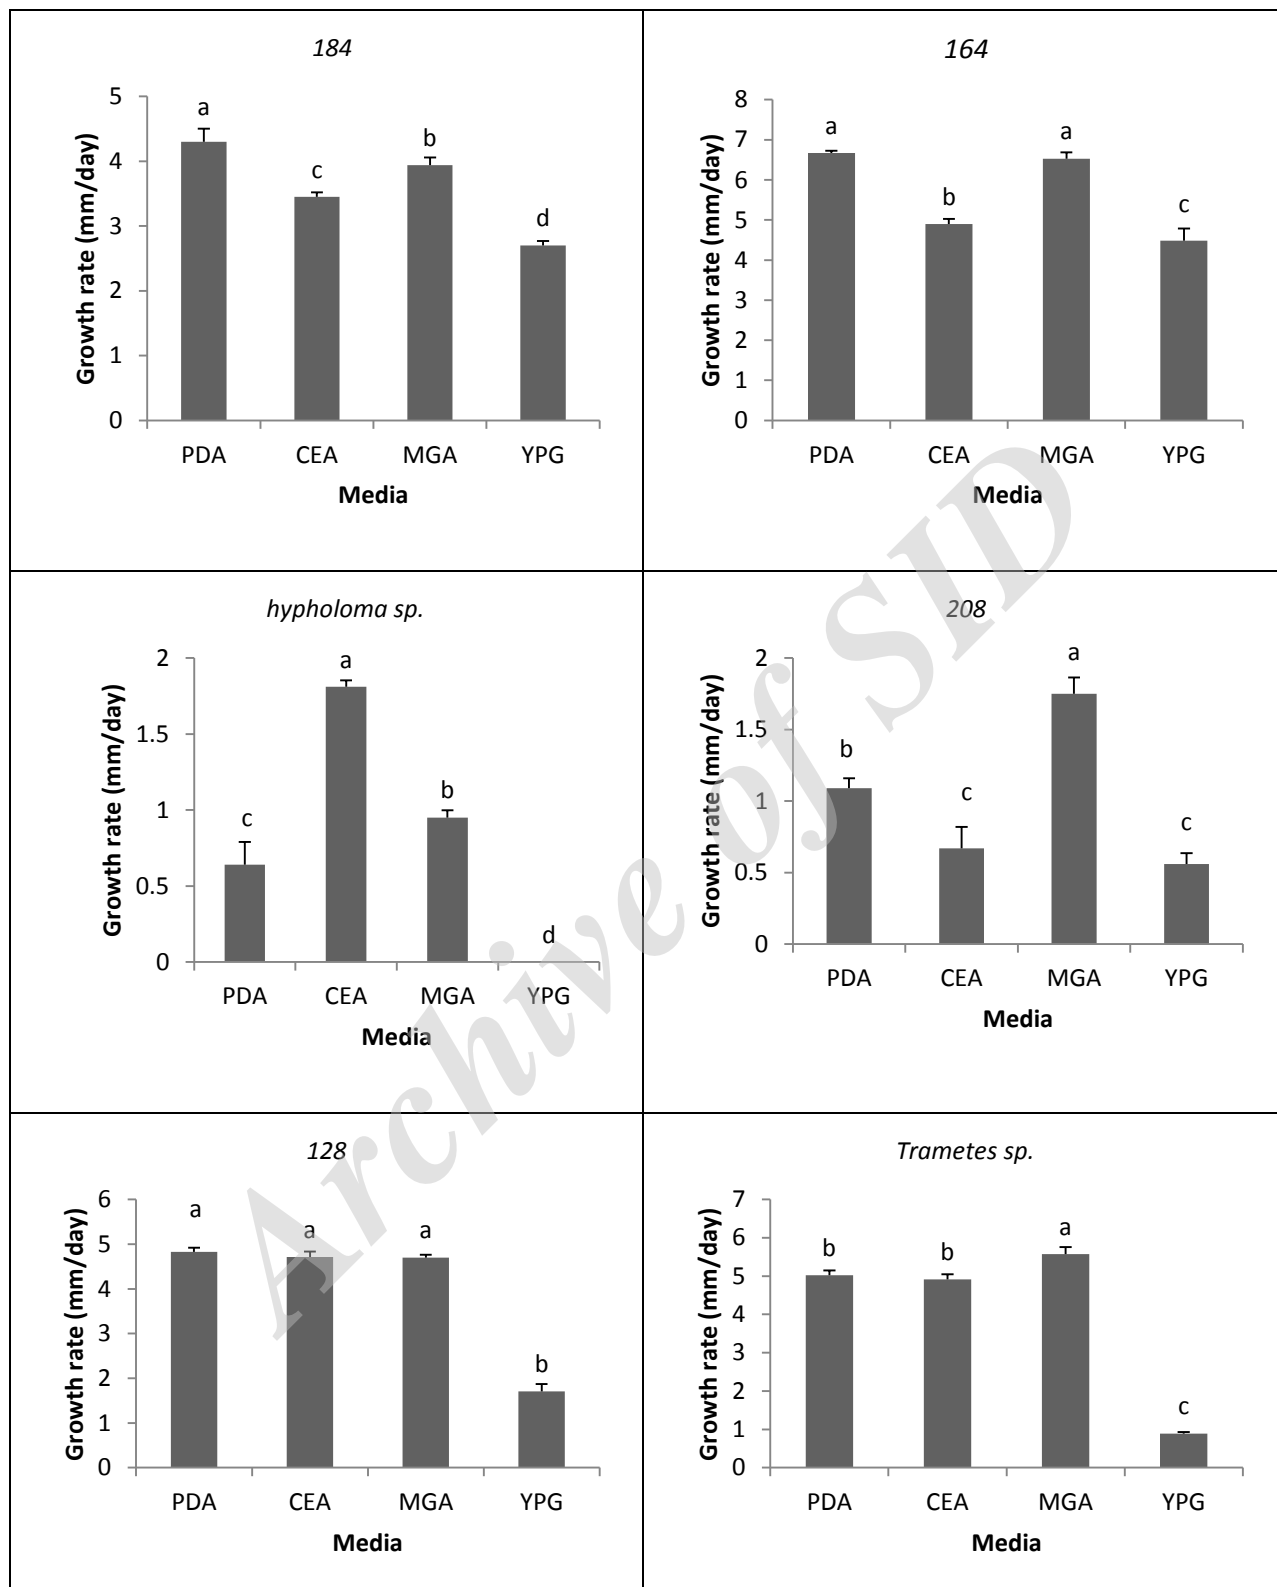 184
a
b
c
d
5
4
3
2
1
0
Growth rate (mm/day)
PDA CEA MGA YPG
Media
164
a
a
b
c
8
7
6
5
4
3
2
1
0
Growth rate (mm/day)
PDA CEA MGA YPG
Media
hypholoma sp.
a
b
c
d
2
1.5
1
0.5
0
Growth rate (mm/day)
PDA CEA MGA YPG
Media
208
a
b
c
c
2
1.5
1
0.5
0
Growth rate (mm/day)
PDA CEA MGA YPG
Media
128
a a a
b
6
5
4
3
2
1
0
Growth rate (mm/day)
PDA CEA MGA YPG
Media
Trametes sp.
b b a
c
7
6
5
4
3
2
1
0
Growth rate (mm/day)
PDA CEA MGA YPG
Media
Archive of SID